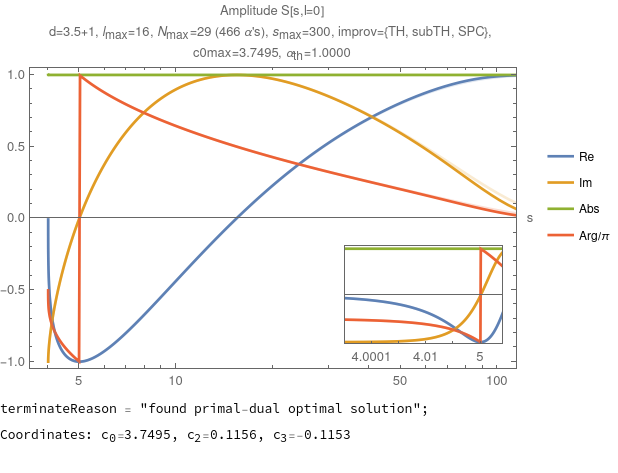 Amplitude S[s,l=0]
d=3.5+1, lmax=16, Nmax=29 (466 α's), smax=300, improv={TH, subTH, SPC},
c0max=3.7495, αth=1.0000
1.0
0.5
0.0
−0.5
−1.0
5
10
50
100
s
4.0001
4.01
5
Re
Im
Abs
Arg/π
terminateReason = "found primal-dual optimal solution";
Coordinates: c0=3.7495, c2=0.1156, c3=-0.1153